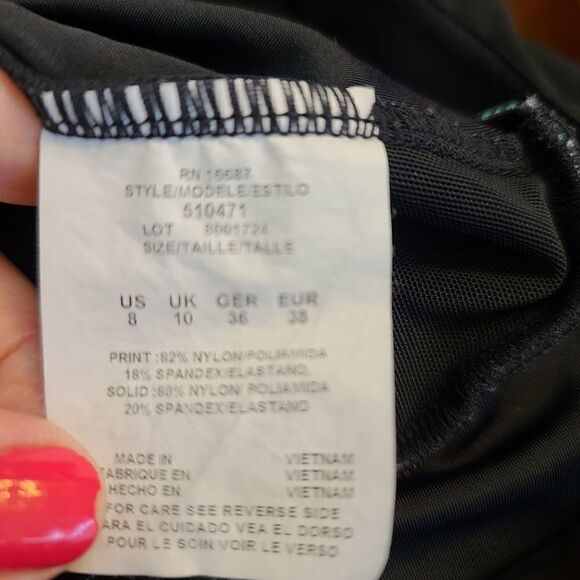 RN 16687
STYLE/MODELE/ESTILO
510471
LOT 8001724
SIZE/TAILLE/TALLE
US UK GER EUR
8 10 36 38
PRINT :82% NYLON/POLIAMIDA
18% SPANDEX/ELASTANO,
SOLID :80% NYLON/ POLIAMIDA
20% SPANDEX/ELASTANO
MADE IN VIETNAM
FABRIQUE EN VIETNAM
HECHO EN VIETNAM
FOR CARE SEE REVERSE SIDE
ARA EL CUIDADO VEA EL DORSO
POUR LE SOIN VOIR LE VERSO